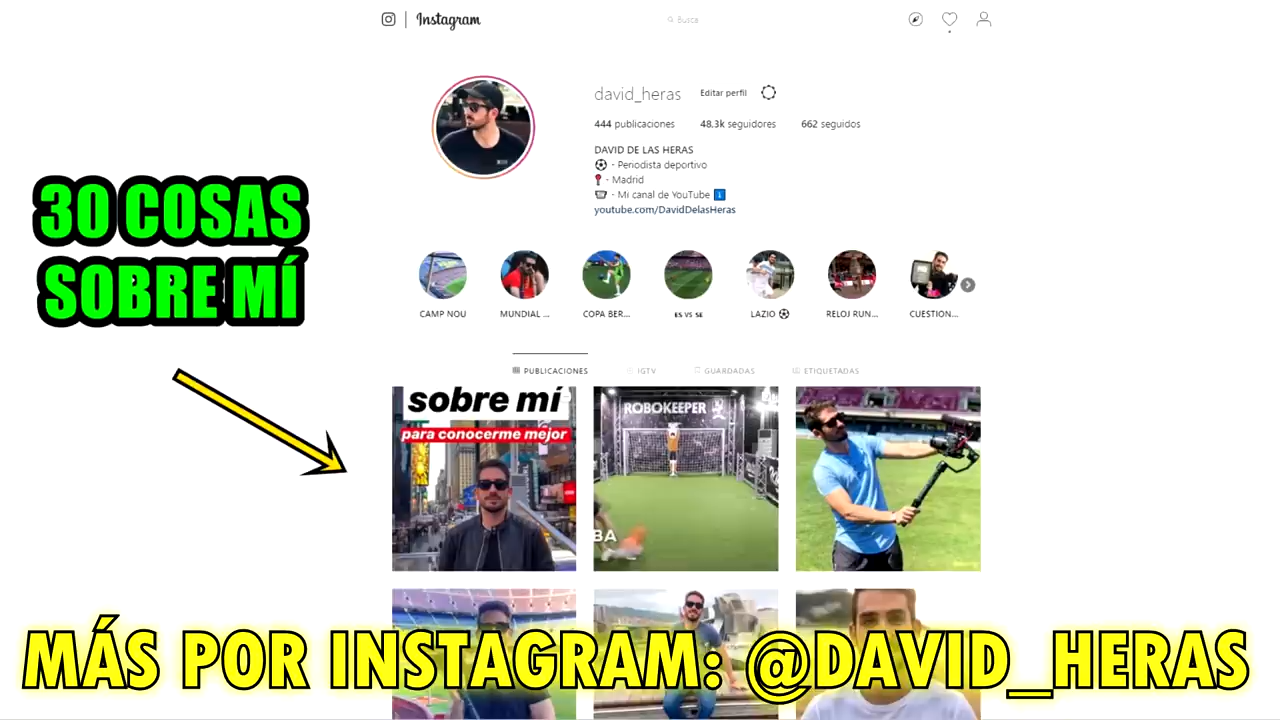 Instagram
Busca
david_heras Editar perfil
444 publicaciones 48,3k seguidores 662 seguidos
DAVID DE LAS HERAS
- Periodista deportivo
- Madrid
- Mi canal de YouTube
youtube.com/DavidDelasHeras
30 COSAS
SOBRE MÍ
CAMP NOU MUNDIAL ... COPA BER... ES VS SE LAZIO RELOJ RUN... CUESTION...
PUBLICACIONES IGTV GUARDADAS ETIQUETADAS
sobre mí
para conocerme mejor
ROBOKEEPER
BA
MÁS POR INSTAGRAM: @DAVID_HERAS